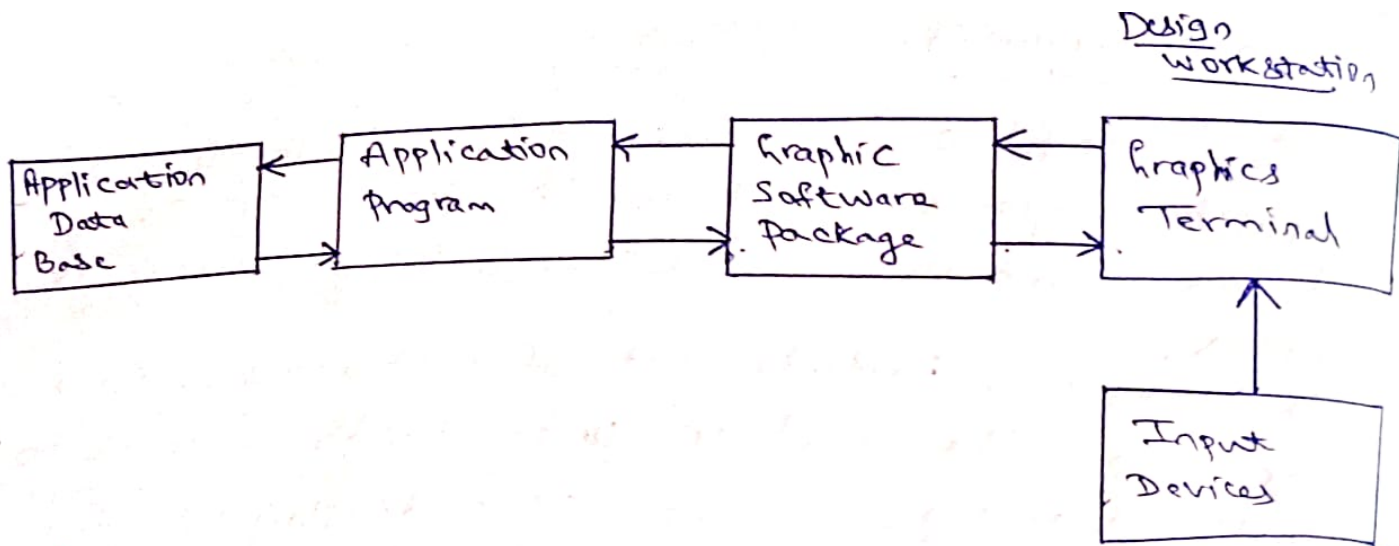 Design
Workstation
Application
Data
Base
Application
Program
Graphic
Software
Package
Graphics
Terminal
Input
Devices